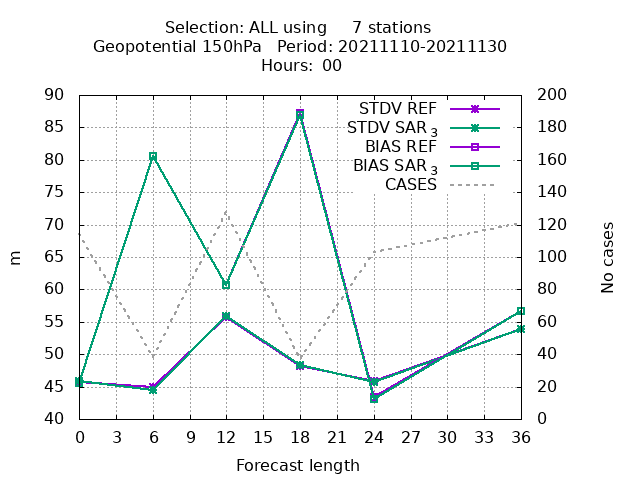 Selection: ALL using     7 stations
Geopotential 150hPa   Period: 20211110-20211130
Hours: 00
90 200
STDV REF
85 180
STDV SAR 3
BIAS REF
80 160
BIAS SAR 3
CASES
75 140
70 120
65 100
m
No cases
60 80
55 60
50 40
45 20
40 0
0 3 6 9 12 15 18 21 24 27 30 33 36
Forecast length